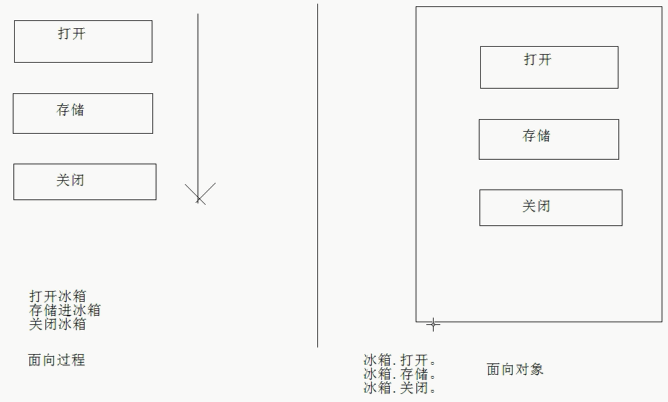 打开
存储
关闭
打开冰箱
存储进冰箱
关闭冰箱
面向过程
打开
存储
关闭
冰箱.打开。
冰箱.存储。
冰箱.关闭。
面向对象